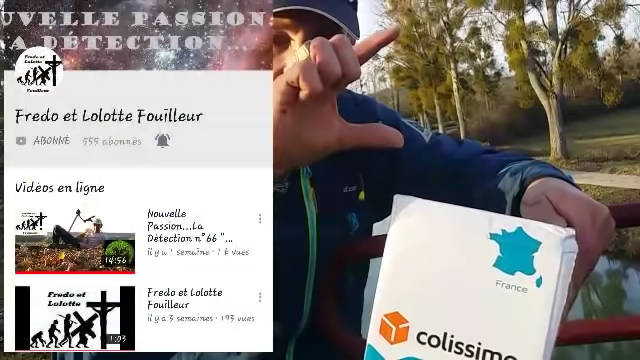 UVELLE PASSION
A DÉTECTION...
Fredo et
Lolotte
Fouilleur
Fredo et Lolotte Fouilleur
ABONNÉ 555 abonnés
Vidéos en ligne
Nouvelle
Passion...La
Détection n°66 "...
il y a 1 semaine
vues
14:56
Fredo et
Lolotte
Fredo et Lolotte
Fouilleur
il y a 3 semaines · 193 vues
1:03
France
colissimo